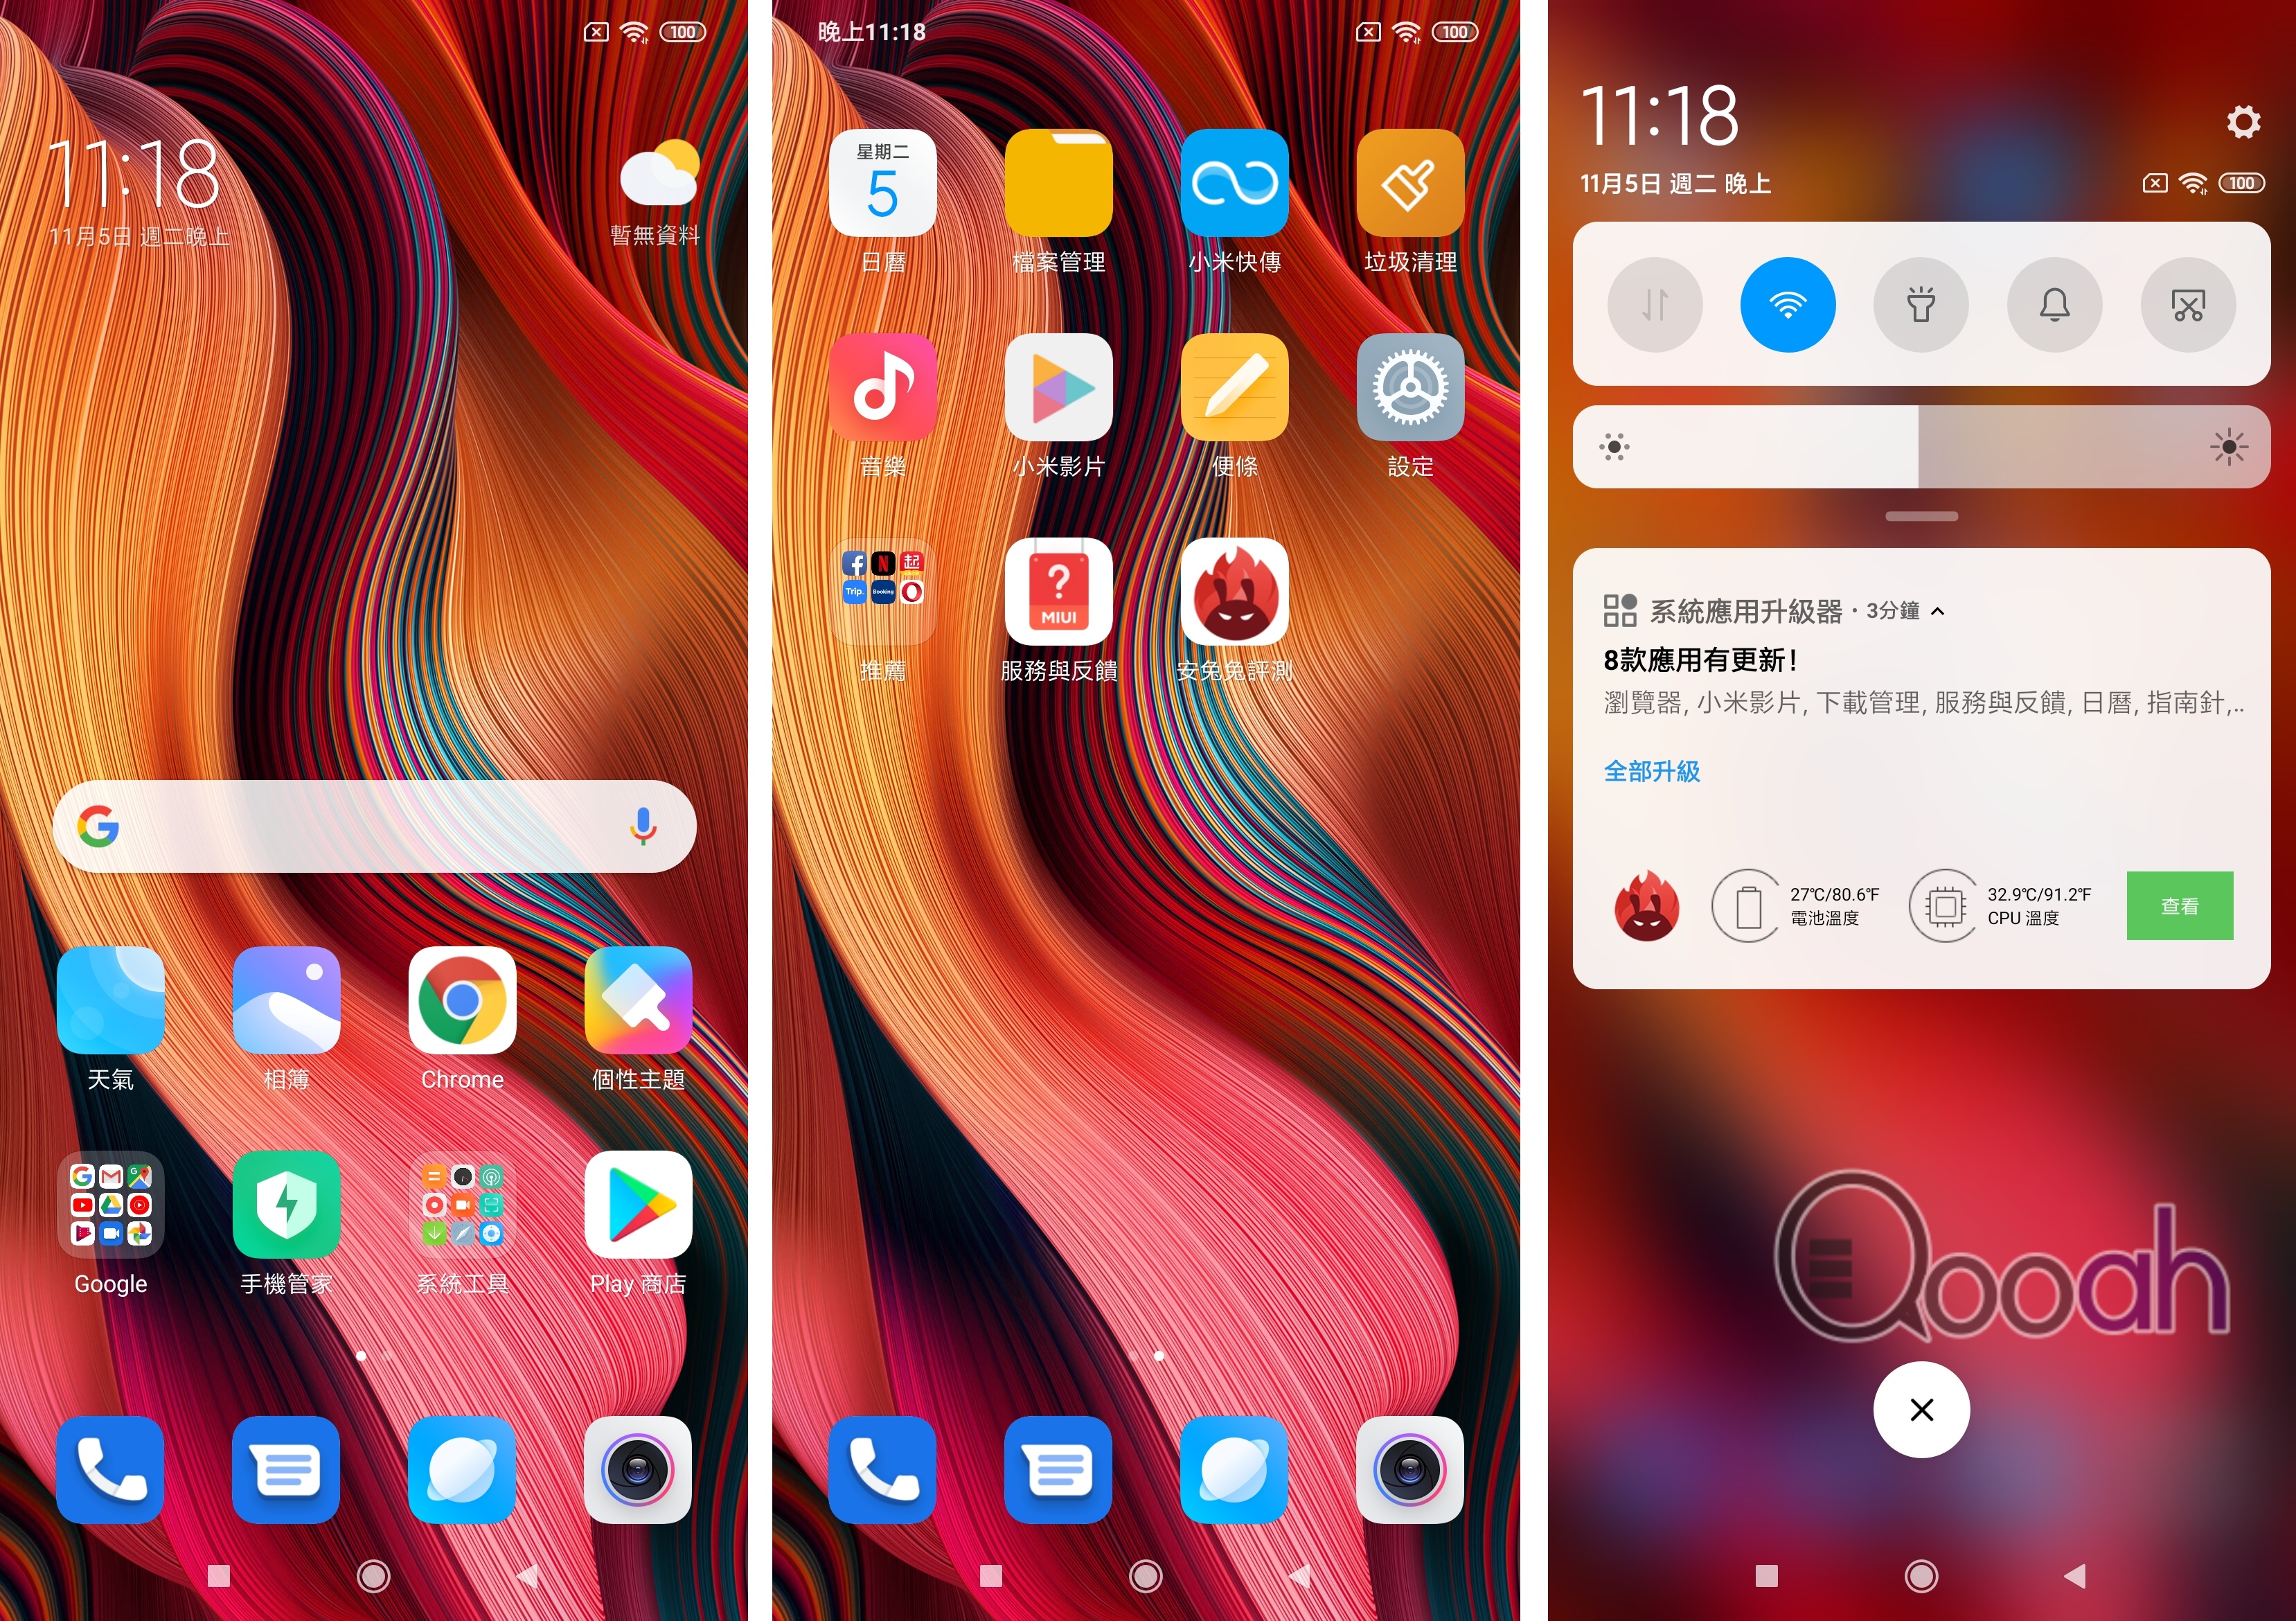 100
11:18
11月5日 週二晚上
暫無資料
天氣
相簿
Chrome
個性主題
Google
手機管家
系統工具
Play 商店
晚上11:18
100
星期二
5
日曆
檔案管理
小米快傳
垃圾清理
音樂
小米影片
便條
設定
N
起
Trip.
Booking
?
MIUI
推薦
服務與反饋
安兔兔評測
11:18
11月5日 週二 晚上
100
系統應用升級器 · 3分鐘
8款應用有更新！
瀏覽器, 小米影片, 下載管理, 服務與反饋, 日曆, 指南針,..
全部升級
27℃/80.6℉
電池溫度
32.9℃/91.2℉
CPU 溫度
查看
Qooah